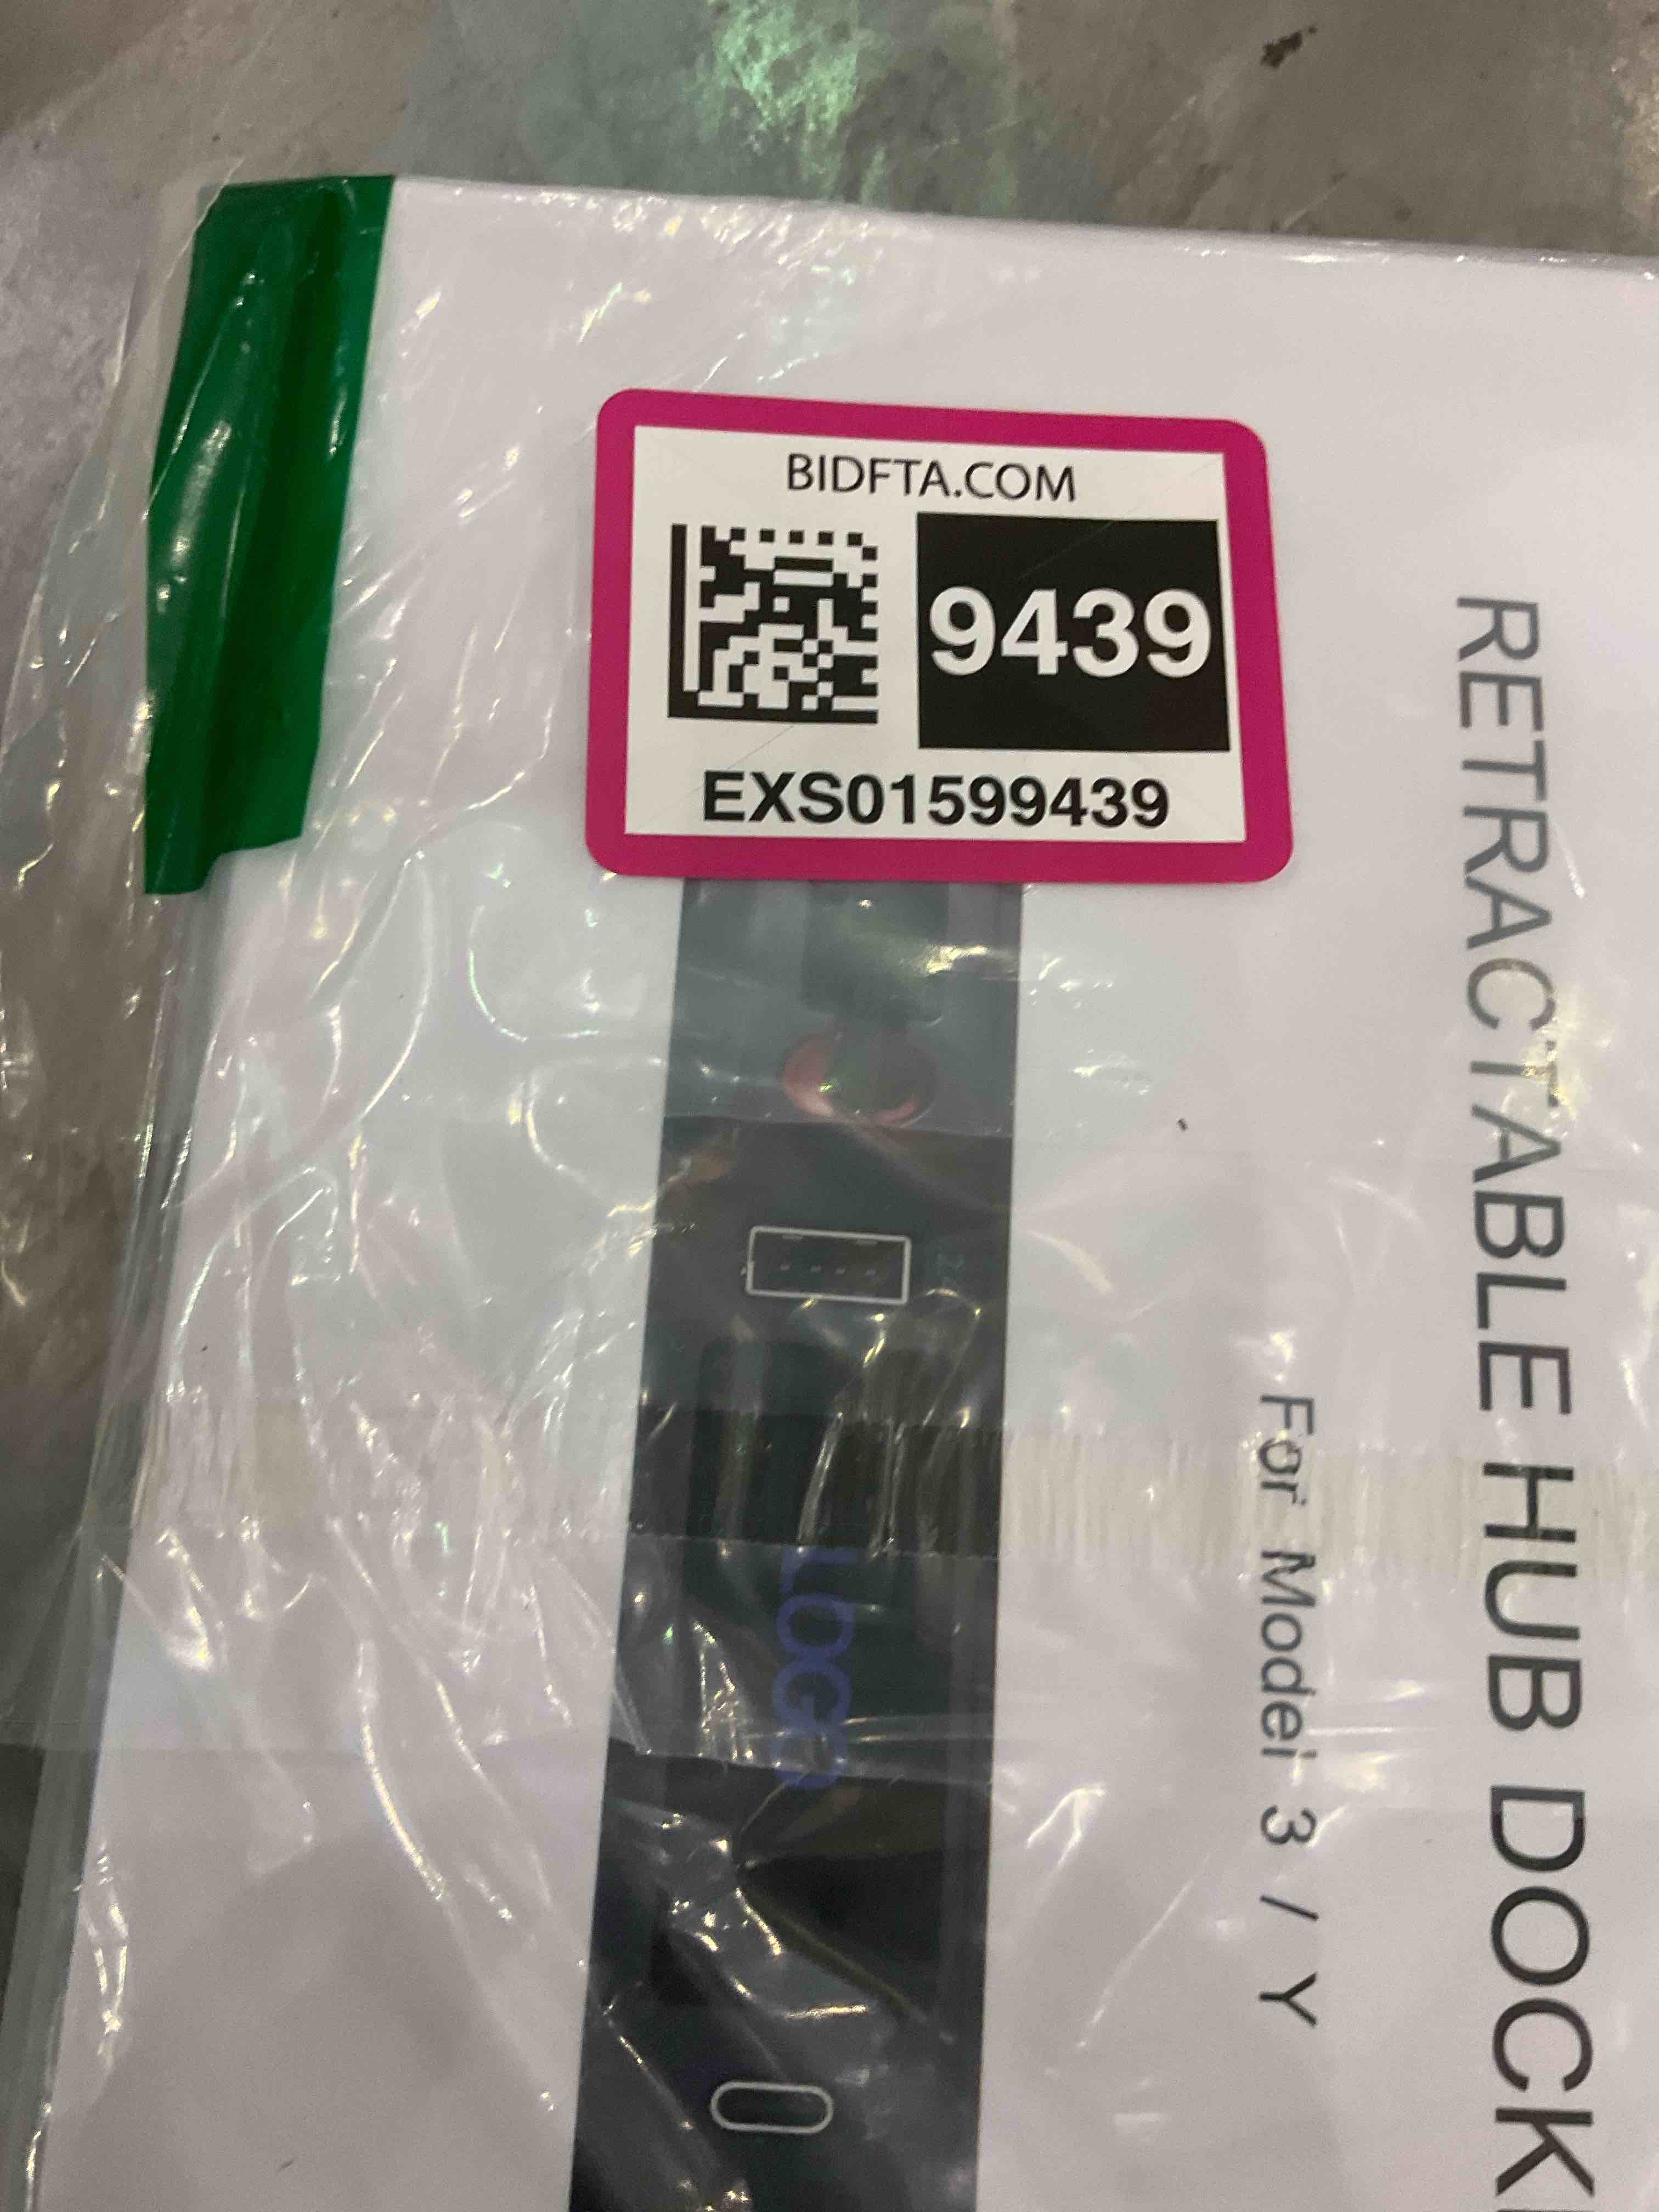 BIDFTA.COM
9439
EXS01599439
RETRACTABLE HUB DOCK
For Model 3 / Y
LOGO